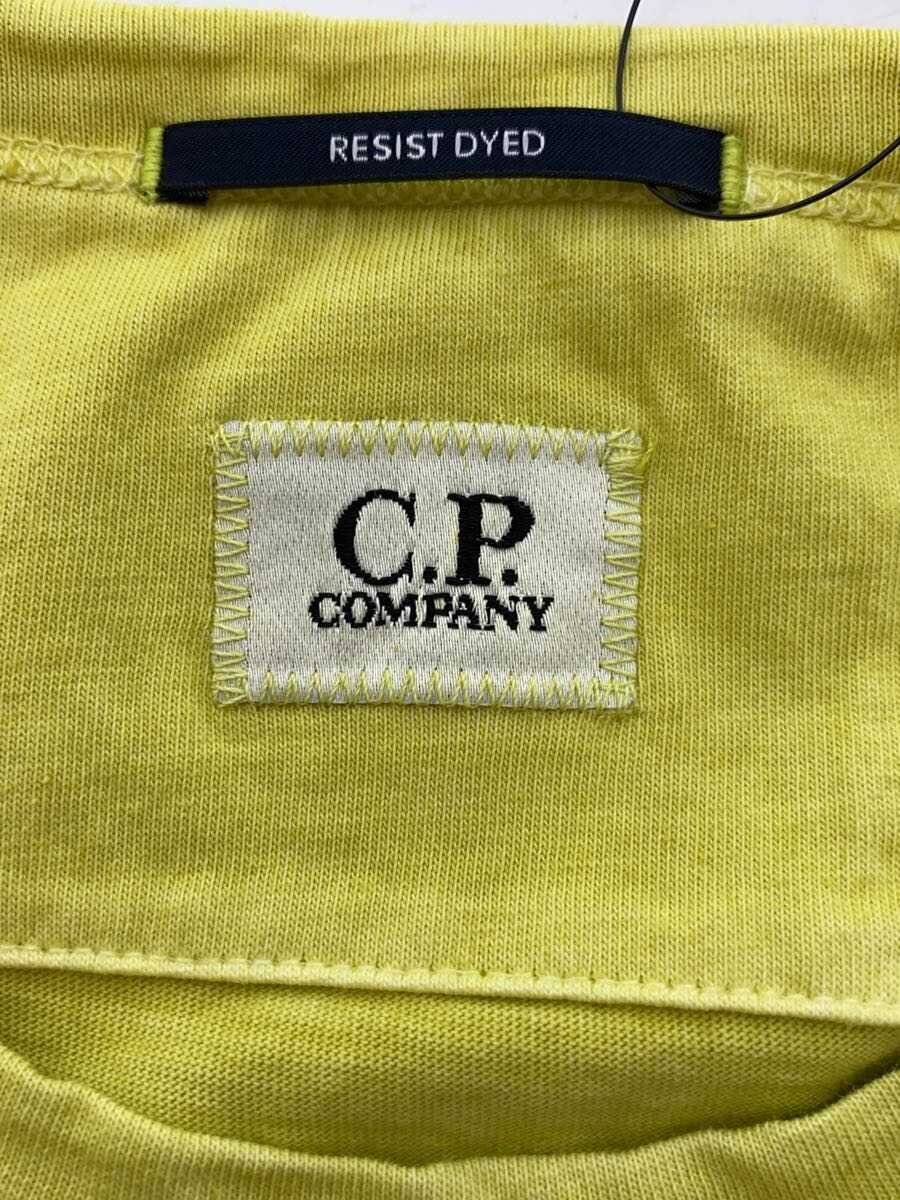 RESIST DYED
C.P.
COMPANY